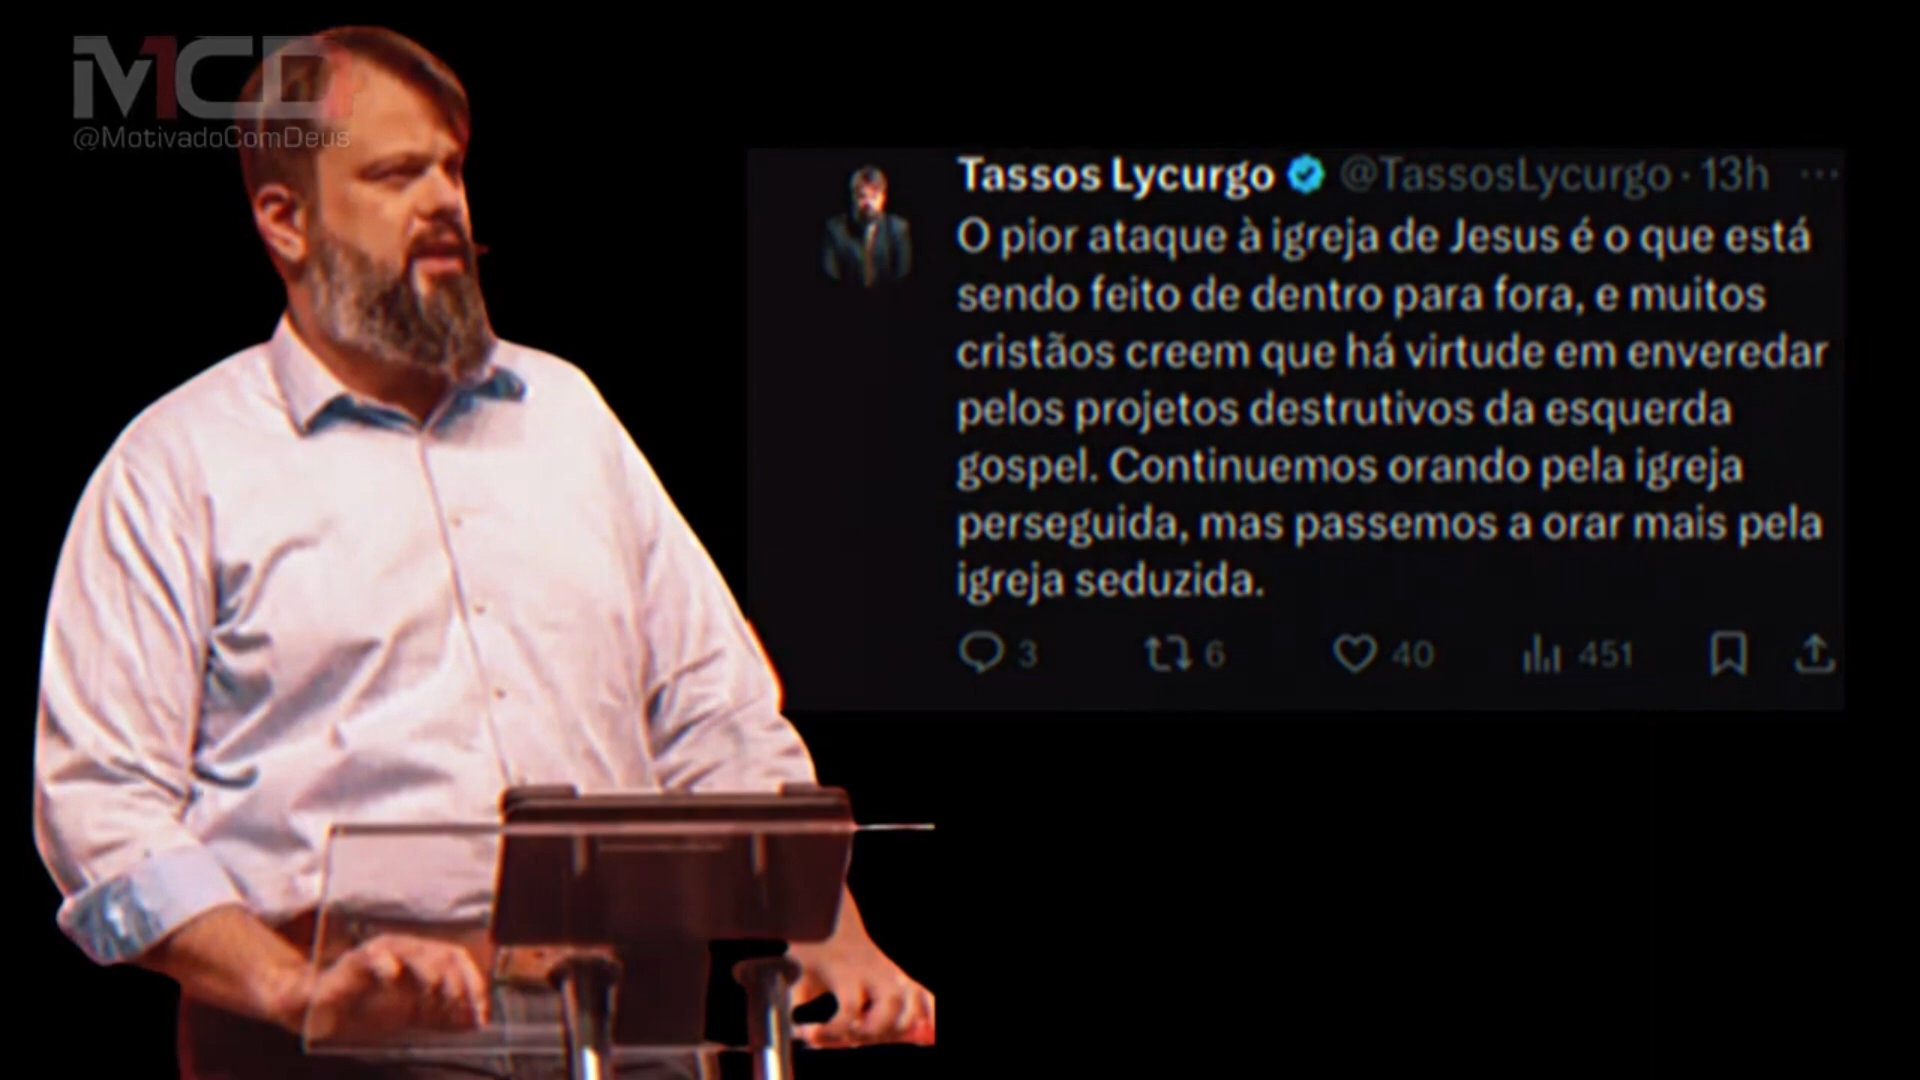 M1CD
@MotivadoComDeus
Tassos Lycurgo @TassosLycurgo · 13h ...
O pior ataque à igreja de Jesus é o que está
sendo feito de dentro para fora, e muitos
cristãos creem que há virtude em enveredar
pelos projetos destrutivos da esquerda
gospel. Continuemos orando pela igreja
perseguida, mas passemos a orar mais pela
igreja seduzida.
3 6 40 451